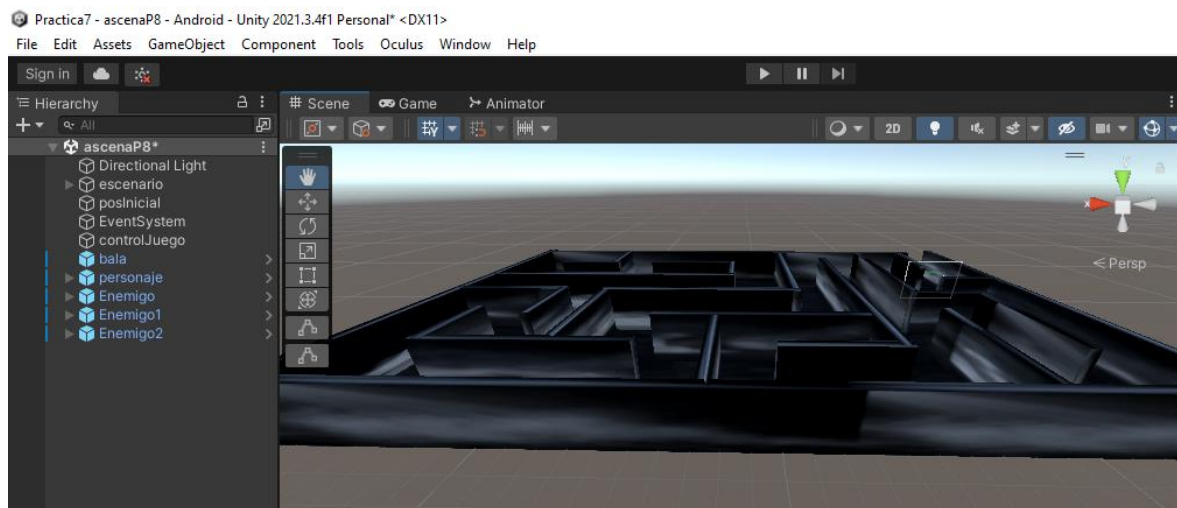 Practica7 - ascenaP8 - Android - Unity 2021.3.4f1 Personal* <DX11>
File Edit Assets GameObject Component Tools Oculus Window Help
Sign in
Hierarchy
Scene Game Animator
All
2D
ascenaP8*
Directional Light
escenario
posInicial
EventSystem
controlJuego
bala
personaje
Enemigo
Enemigo1
Enemigo2
y
x
Persp